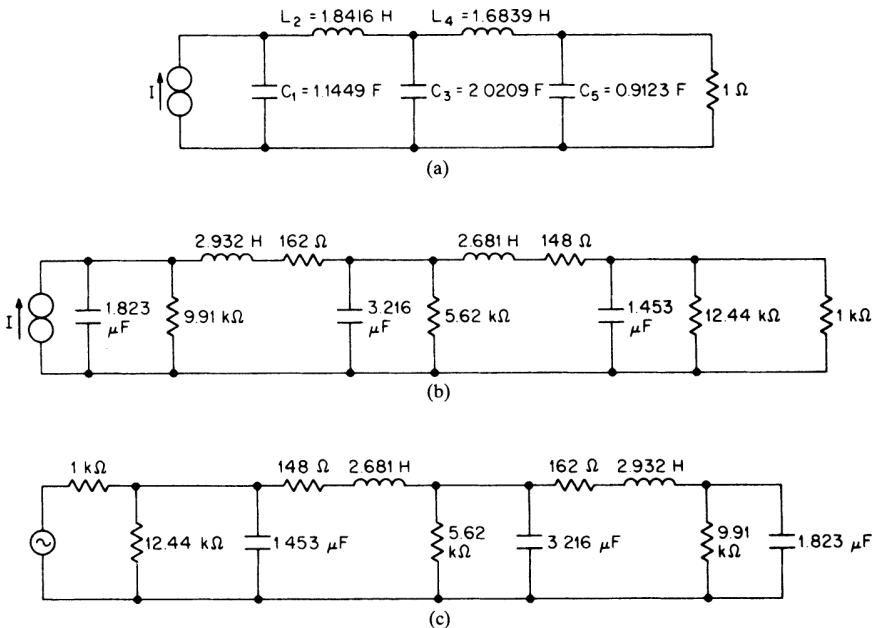 L2 = 1.8416 H
L4 = 1.6839 H
I
C1 = 1.1449 F
C3 = 2 0209 F
C5 = 0.9123 F
1 Ω
(a)
2.932 H
162 Ω
2.681 H
148 Ω
I
1.823
μF
9.91 kΩ
3.216
μF
5.62 kΩ
1.453
μF
12.44 kΩ
1 kΩ
(b)
1 kΩ
148 Ω
2.681 H
162 Ω
2.932 H
12.44 kΩ
1 453 μF
5.62
kΩ
3.216 μF
9.91
kΩ
1.823 μF
(c)